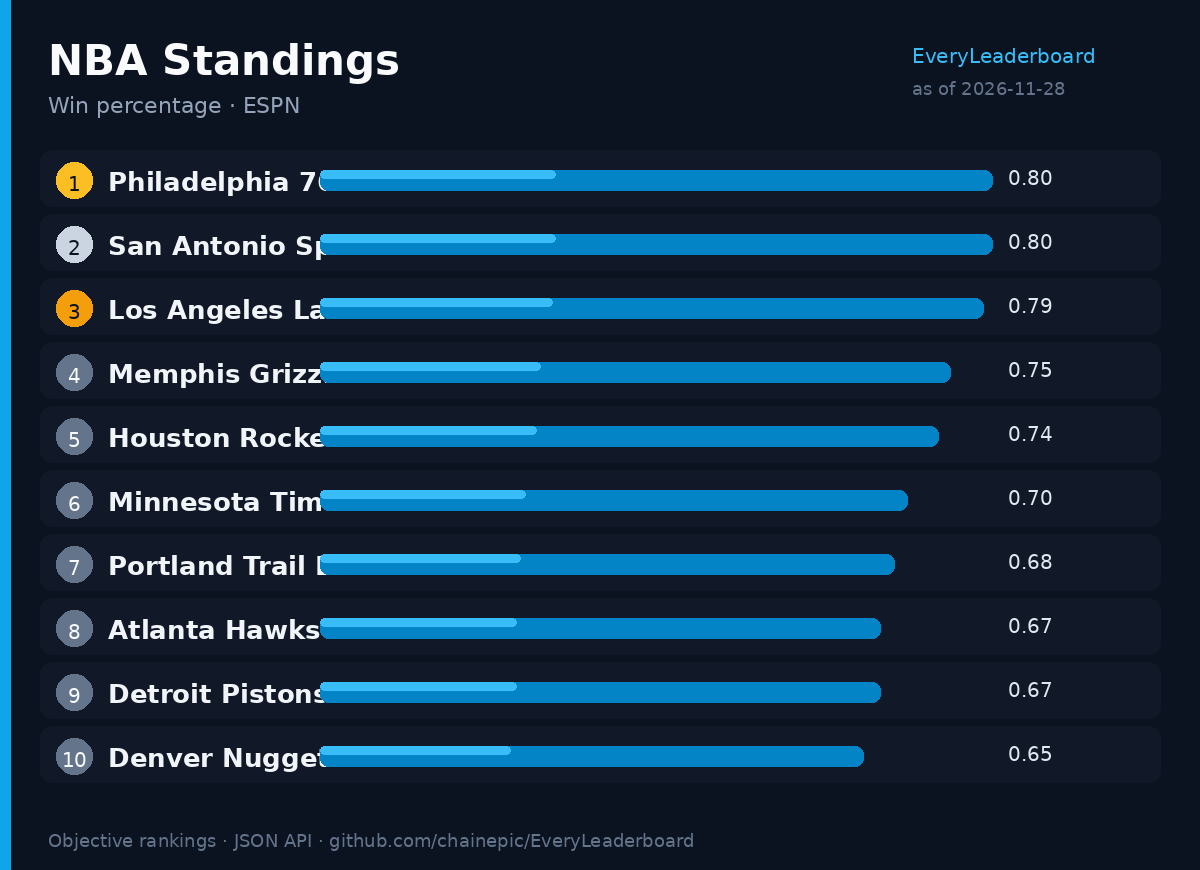 NBA Standings
EveryLeaderboard
Win percentage · ESPN
as of 2026-11-28
1 Philadelphia 7 0.80
2 San Antonio Sp 0.80
3 Los Angeles La 0.79
4 Memphis Grizz 0.75
5 Houston Rocke 0.74
6 Minnesota Tim 0.70
7 Portland Trail 0.68
8 Atlanta Hawks 0.67
9 Detroit Pistons 0.67
10 Denver Nugget 0.65
Objective rankings · JSON API · github.com/chainepic/EveryLeaderboard